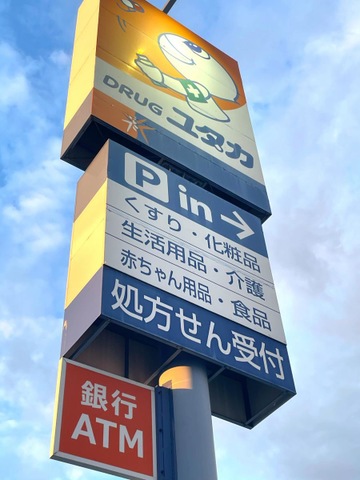 DRUG ユタカ
P in →
くすり・化粧品
生活用品・介護
赤ちゃん用品・食品
処方せん受付
銀行
ATM